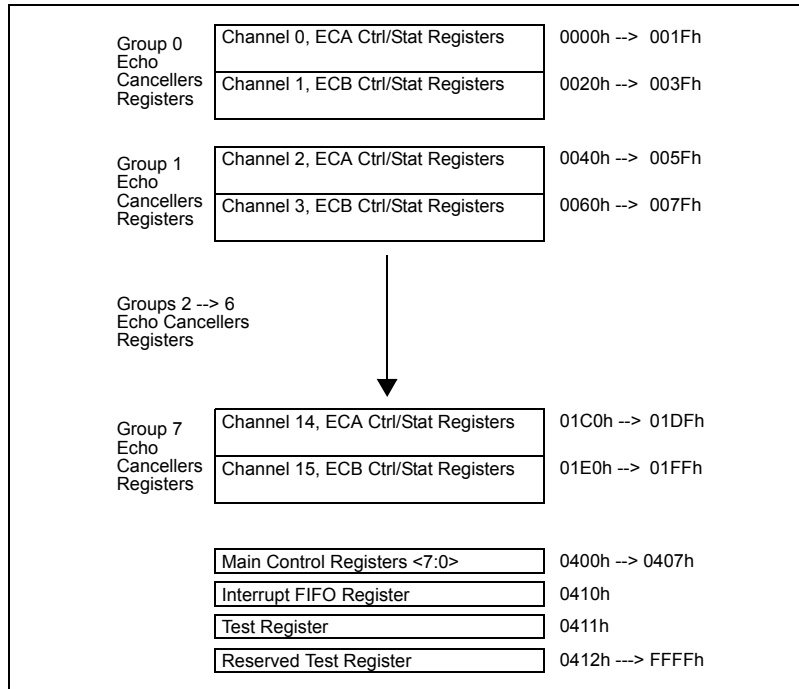 Group 0
Echo
Cancellers
Registers
Channel 0, ECA Ctrl/Stat Registers
0000h --> 001Fh
Channel 1, ECB Ctrl/Stat Registers
0020h --> 003Fh
Group 1
Echo
Cancellers
Registers
Channel 2, ECA Ctrl/Stat Registers
0040h --> 005Fh
Channel 3, ECB Ctrl/Stat Registers
0060h --> 007Fh
Groups 2 --> 6
Echo Cancellers
Registers
Group 7
Echo
Cancellers
Registers
Channel 14, ECA Ctrl/Stat Registers
01C0h --> 01DFh
Channel 15, ECB Ctrl/Stat Registers
01E0h --> 01FFh
Main Control Registers <7:0>
0400h --> 0407h
Interrupt FIFO Register
0410h
Test Register
0411h
Reserved Test Register
0412h ---> FFFFh